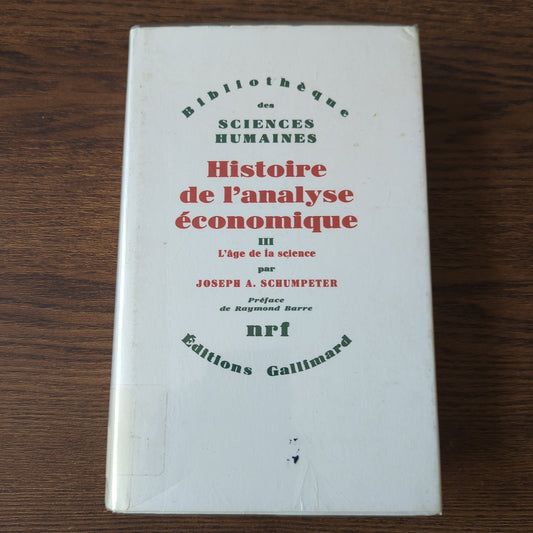 Bibliothèque
des
SCIENCES
HUMAINES
Histoire
de l'analyse
économique
III
L'âge de la science
par
JOSEPH A. SCHUMPETER
Préface
de Raymond Barre
nrf
Éditions Gallimard